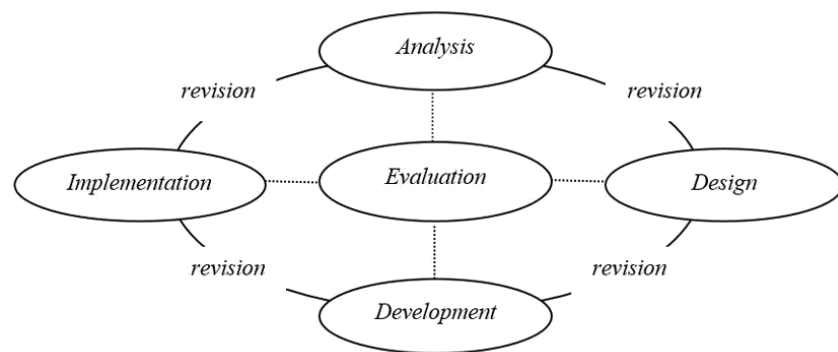 Analysis
revision
revision
Implementation
Evaluation
Design
revision
revision
Development